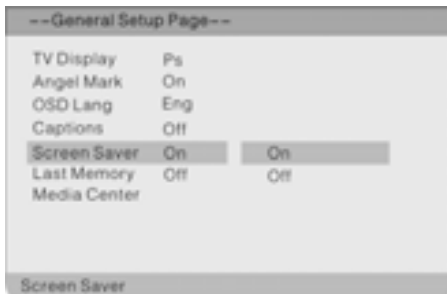 --General Setup Page--
TV Display Ps
Angel Mark On
OSD Lang Eng
Captions Off
Screen Saver On On
Last Memory Off Off
Media Center
Screen Saver